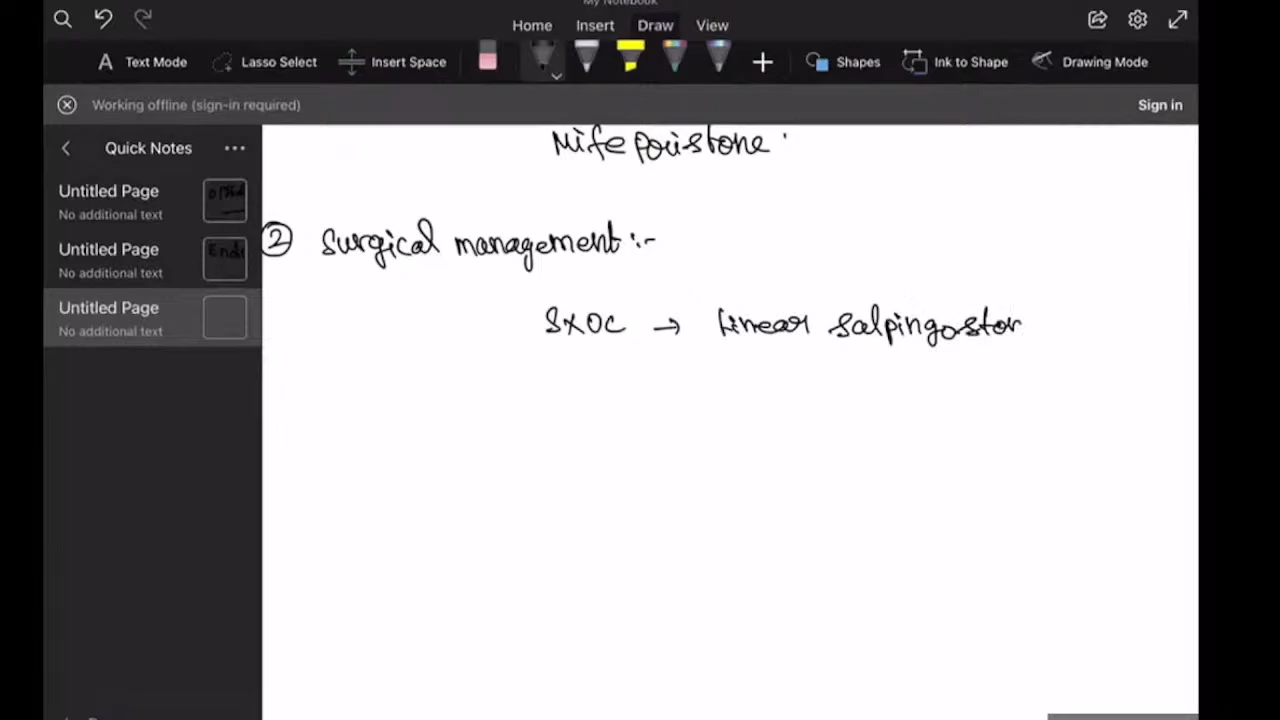 My Notebook
Home Insert Draw View
Text Mode Lasso Select Insert Space Shapes Ink to Shape Drawing Mode
Working offline (sign-in required) Sign in
Quick Notes
Untitled Page
No additional text
Untitled Page
No additional text
Untitled Page
No additional text
Mifepristone
② Surgical management :-
SXOC → Linear salpingostor